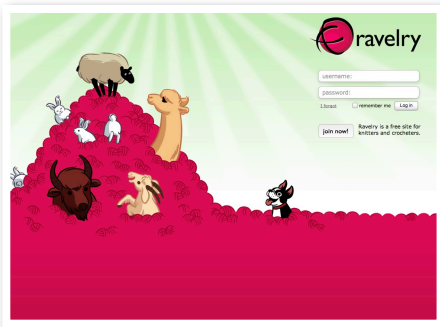 ravelry
username:
password:
I forgot
remember me
Log in
join now!
Ravelry is a free site for
knitters and crocheters.